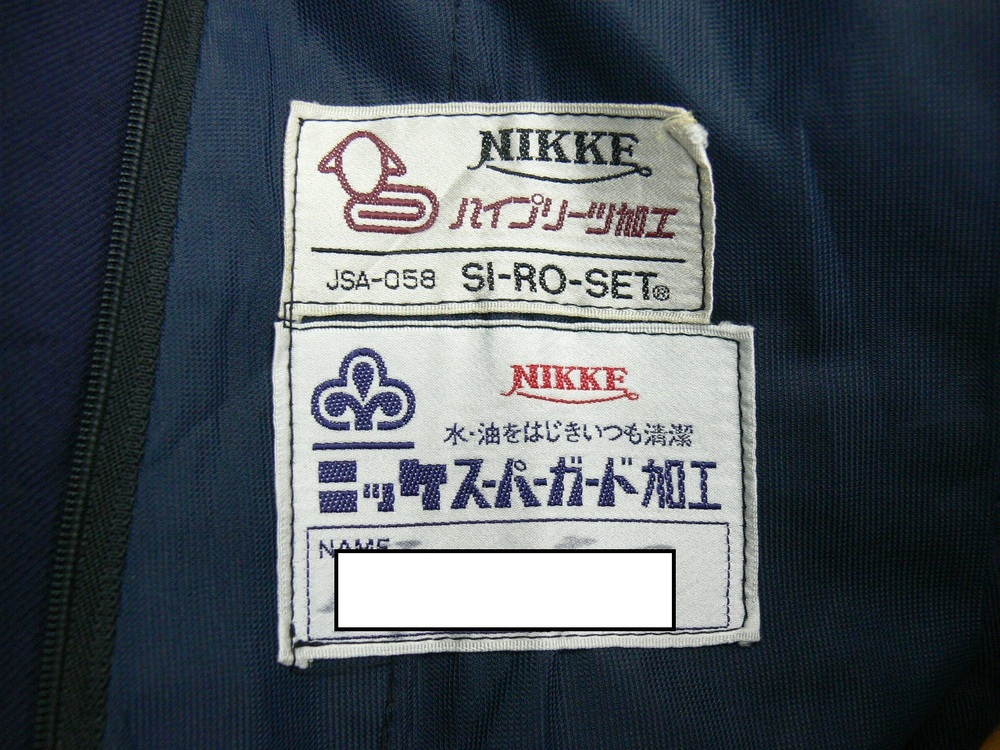 NIKKE
ハイプリーツ加工
JSA-058 SI-RO-SET®
NIKKE
水・油をはじきいつも清潔
ニッケスーパーガード加工
NAME